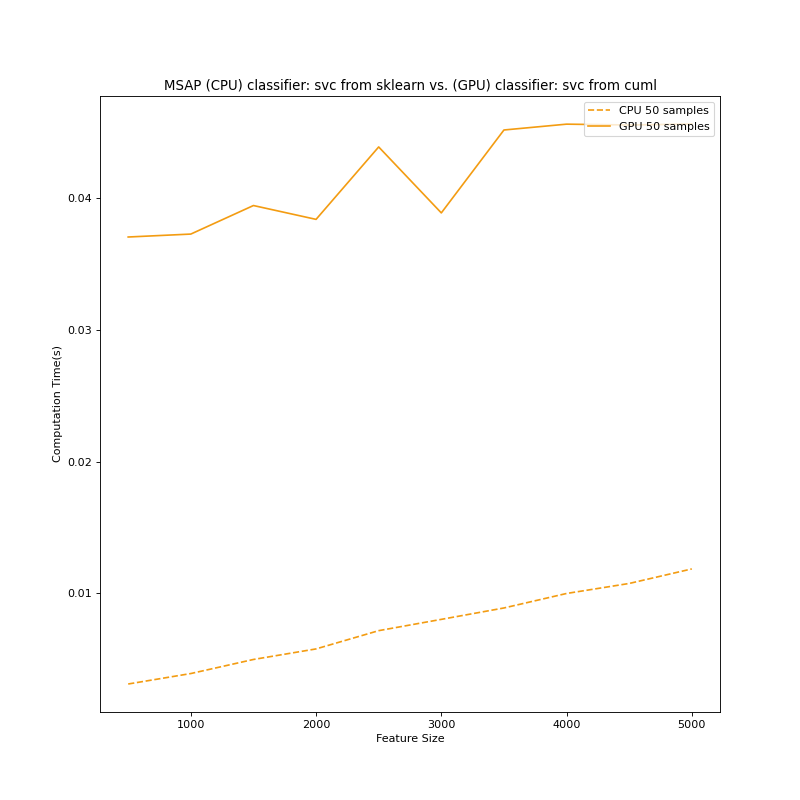 MSAP (CPU) classifier: svc from sklearn vs. (GPU) classifier: svc from cuml
CPU 50 samples
GPU 50 samples
0.04
0.03
0.02
0.01
Computation Time(s)
1000 2000 3000 4000 5000
Feature Size